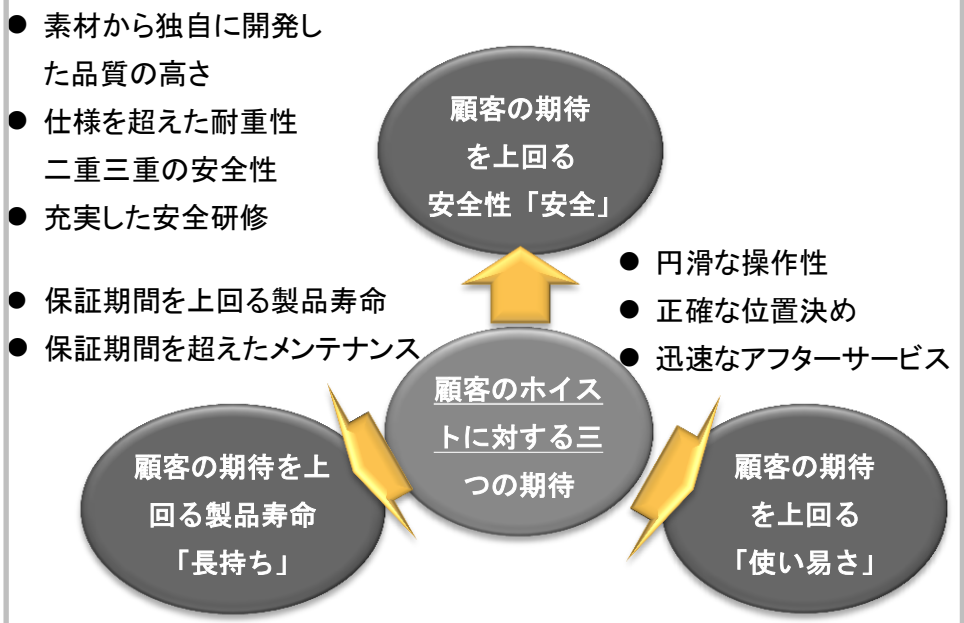 ● 素材から独自に開発し
た品質の高さ
● 仕様を超えた耐重性
二重三重の安全性
● 充実した安全研修
顧客の期待
を上回る
安全性「安全」
● 円滑な操作性
● 正確な位置決め
● 迅速なアフターサービス
● 保証期間を上回る製品寿命
● 保証期間を超えたメンテナンス
顧客のホイス
トに対する三
つの期待
顧客の期待を上
回る製品寿命
「長持ち」
顧客の期待
を上回る
「使い易さ」